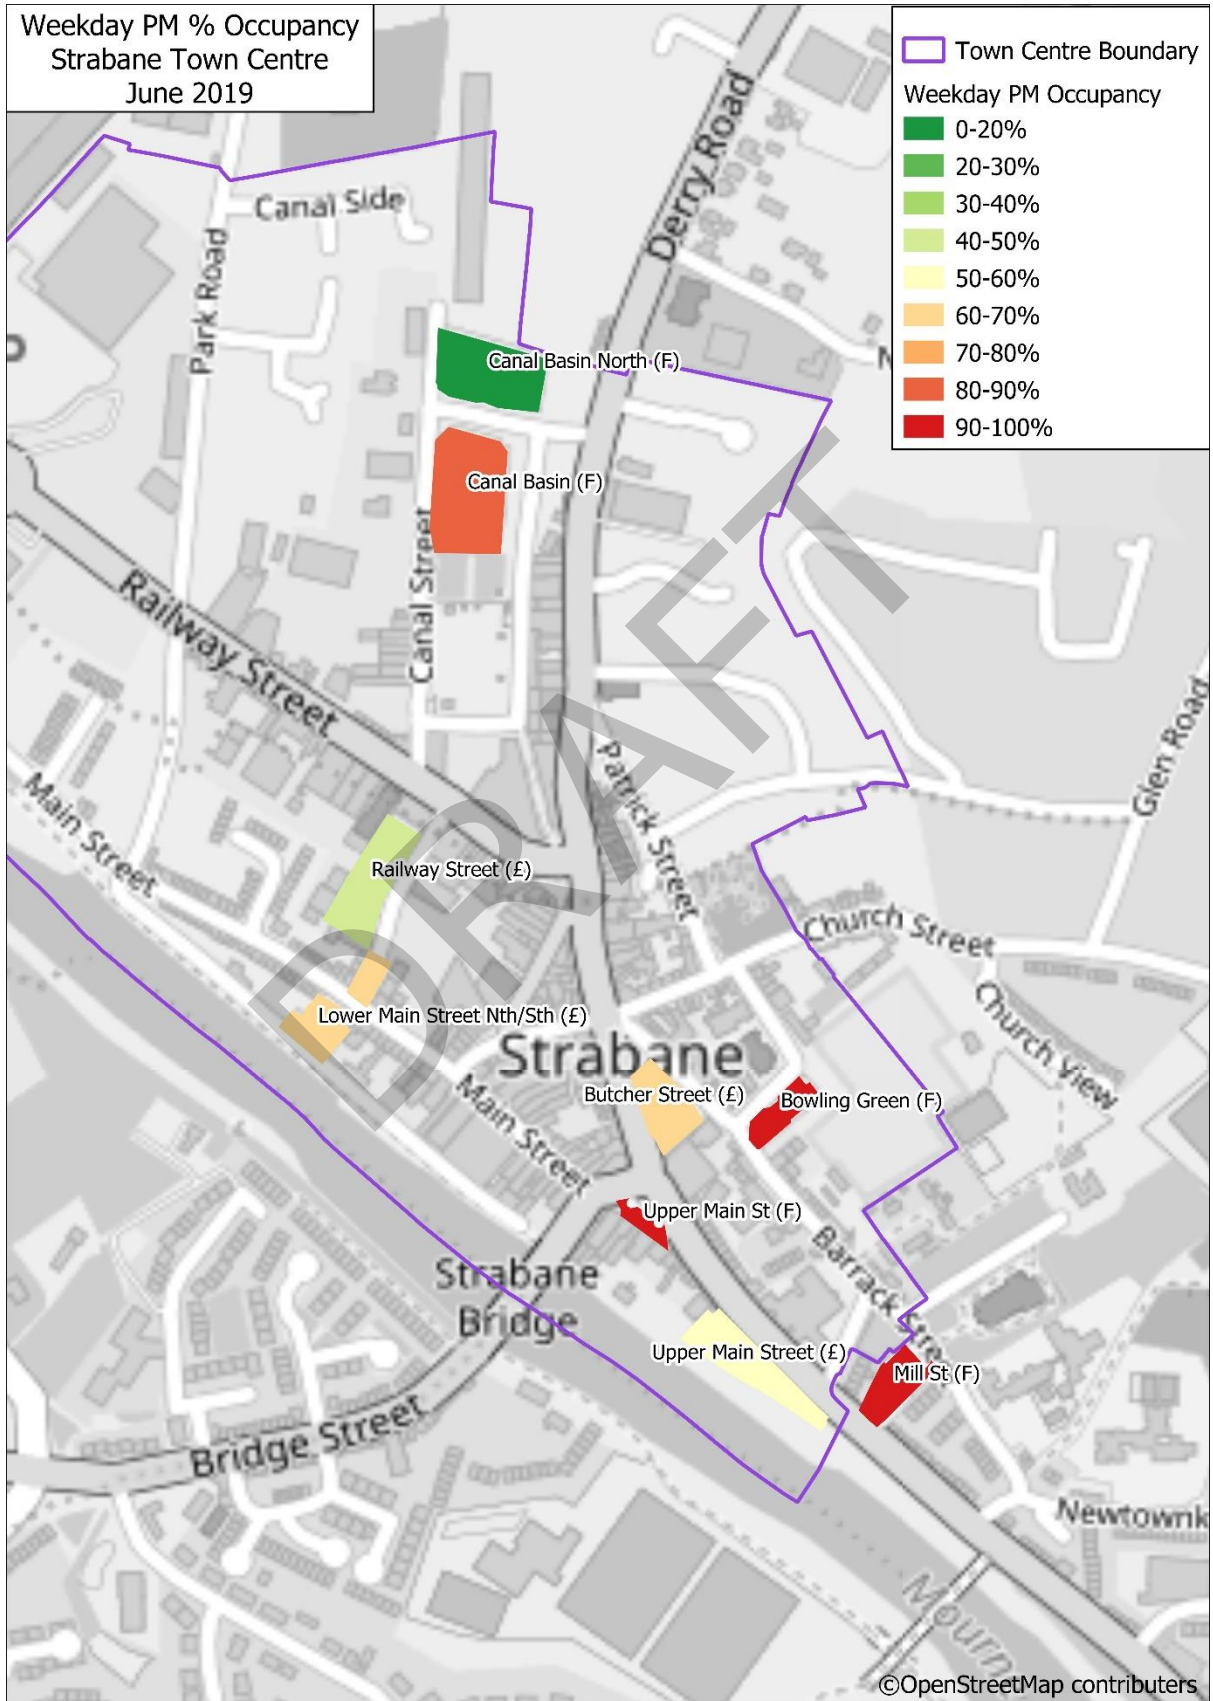 Weekday PM % Occupancy
Strabane Town Centre
June 2019
Town Centre Boundary
Weekday PM Occupancy
0-20%
20-30%
30-40%
40-50%
50-60%
60-70%
70-80%
80-90%
90-100%
Derry Road
Canal Side
Park Road
Canal Basin North (F)
N
Canal Basin (F)
Canal Street
Railway Street
DRAFT
Glen Road
Patrick Street
Main Street
Railway Street (£)
Church Street
Church View
Lower Main Street Nth/Sth (£)
Strabane
Butcher Street (£)
Bowling Green (F)
Main Street
Upper Main St (F)
Barrack Stre
Strabane
Bridge
Upper Main Street (£)
Mill St (F)
Bridge Street
Newtownk
Mourn
©OpenStreetMap contributors